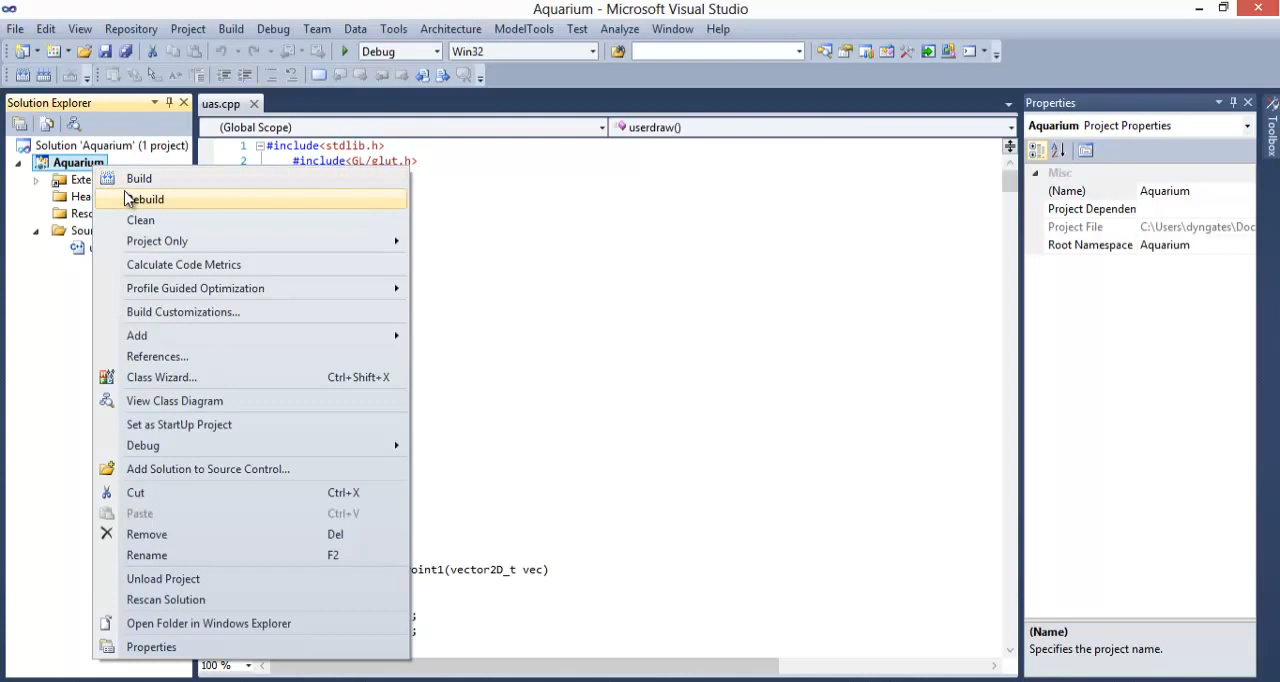 Aquarium - Microsoft Visual Studio
File Edit View Repository Project Build Debug Team Data Tools Architecture ModelTools Test Analyze Window Help
Debug Win32
Solution Explorer
uas.cpp
Properties
(Global Scope) userdraw()
Aquarium Project Properties
Toolbox
Solution 'Aquarium' (1 project)
1 #include<stdlib.h>
Aquarium
2 #include<GL/glut.h>
Exte
Hea
Reso
Sour
Build
Rebuild
Clean
Project Only
Calculate Code Metrics
Profile Guided Optimization
Build Customizations...
Add
References...
Class Wizard... Ctrl+Shift+X
View Class Diagram
Set as StartUp Project
Debug
Add Solution to Source Control...
Cut Ctrl+X
Paste Ctrl+V
Remove Del
Rename F2
Unload Project
Rescan Solution
Open Folder in Windows Explorer
Properties
oint1(vector2D_t vec)
;
;
100 %
Misc
(Name) Aquarium
Project Dependen
Project File C:\Users\dyngates\Doc
Root Namespace Aquarium
(Name)
Specifies the project name.